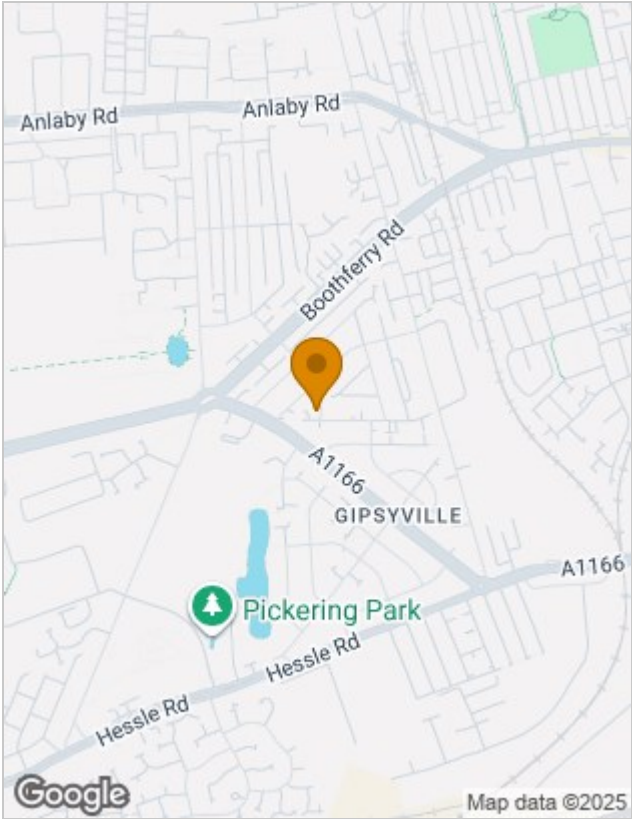 Anlaby Rd
Anlaby Rd
Boothferry Rd
A1166
GIPSYVILLE
A1166
Pickering Park
Hessle Rd
Hessle Rd
Google
Map data ©2025